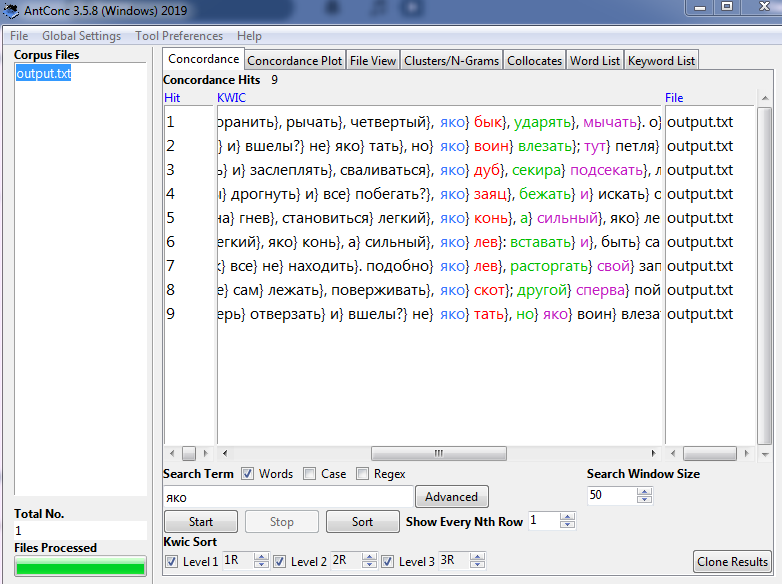 AntConc 3.5.8 (Windows) 2019
File Global Settings Tool Preferences Help
Corpus Files
output.txt
Concordance Concordance Plot File View Clusters/N-Grams Collocates Word List Keyword List
Concordance Hits 9
Hit KWIC File
1 оранить}, рычать}, четвертый}, яко} бык}, ударять}, мычать}. о} output.txt
2 } и} вшелы?} не} яко} тать}, но} яко} воин} влезать}; тут} петля} output.txt
3 ь} и} заслеплять}, сваливаться}, яко} дуб}, секира} подсекать}, л output.txt
4 ы} дрогнуть} и} все} побегать?}, яко} заяц}, бежать} и} искать} о output.txt
5 на} гнев}, становиться} легкий}, яко} конь}, а} сильный}, яко} ле output.txt
6 егкий}, яко} конь}, а} сильный}, яко} лев}: вставать} и}, быть} са output.txt
7 к} все} не} находить}. подобно} яко} лев}, расторгать} свой} зап output.txt
8 е} сам} лежать}, поверживать}, яко} скот}; другой} сперва} пой output.txt
9 ерь} отверзать} и} вшелы?} не} яко} тать}, но} яко} воин} влеза output.txt
Search Term Words Case Regex Search Window Size
яко Advanced 50
Start Stop Sort Show Every Nth Row 1
Kwic Sort
Level 1 1R Level 2 2R Level 3 3R Clone Results
Total No.
1
Files Processed